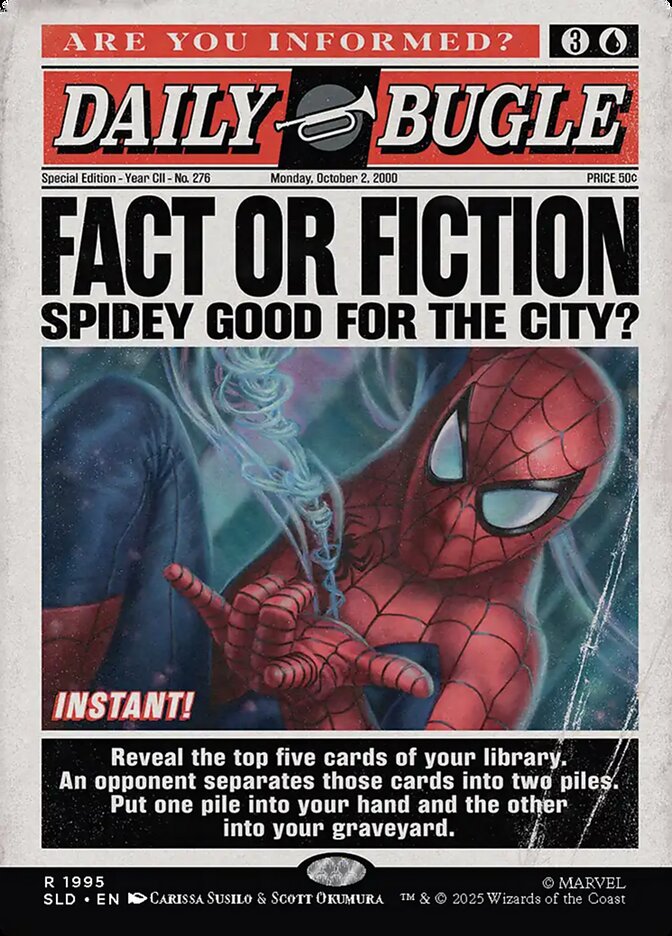 ARE YOU INFORMED? 3
DAILY BUGLE
Special Edition - Year CII - No. 276 Monday, October 2, 2000 PRICE 50¢
FACT OR FICTION
SPIDEY GOOD FOR THE CITY?
INSTANT!
Reveal the top five cards of your library.
An opponent separates those cards into two piles.
Put one pile into your hand and the other
into your graveyard.
R 1995 © MARVEL
SLD • EN CARISSA SUSILO & SCOTT OKUMURA ™ & © 2025 Wizards of the Coast